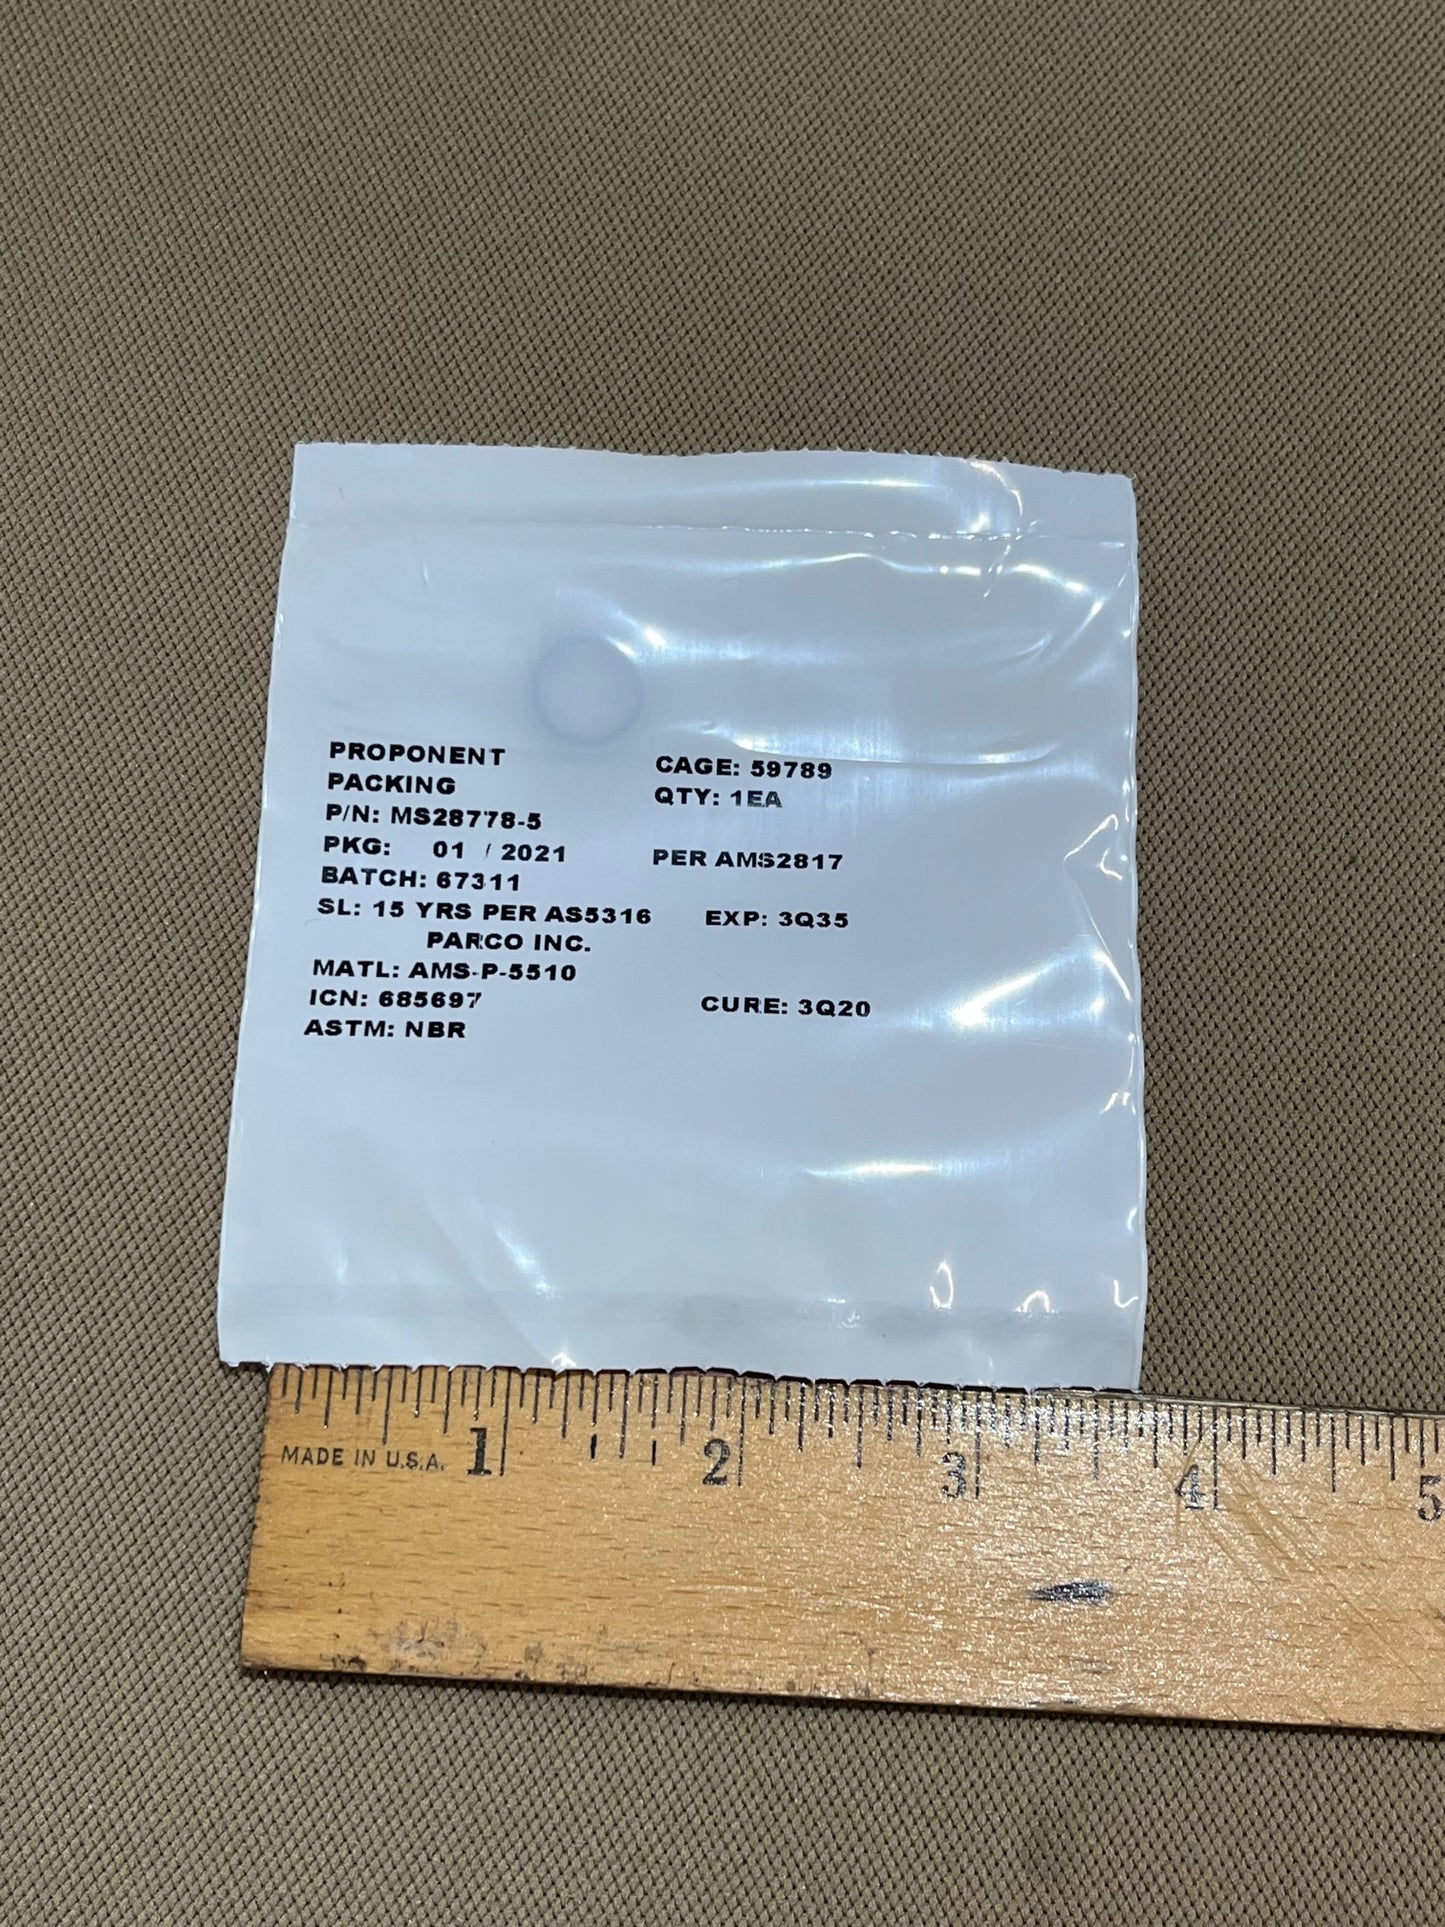 PROPONENT
PACKING
CAGE: 59789
P/N: MS28778-5
QTY: 1EA
PKG: 01 / 2021
PER AMS2817
BATCH: 67311
SL: 15 YRS PER AS5316
EXP: 3Q35
PARCO INC.
MATL: AMS-P-5510
ICN: 685697
CURE: 3Q20
ASTM: NBR
MADE IN U.S.A.
1 2 3 4 5